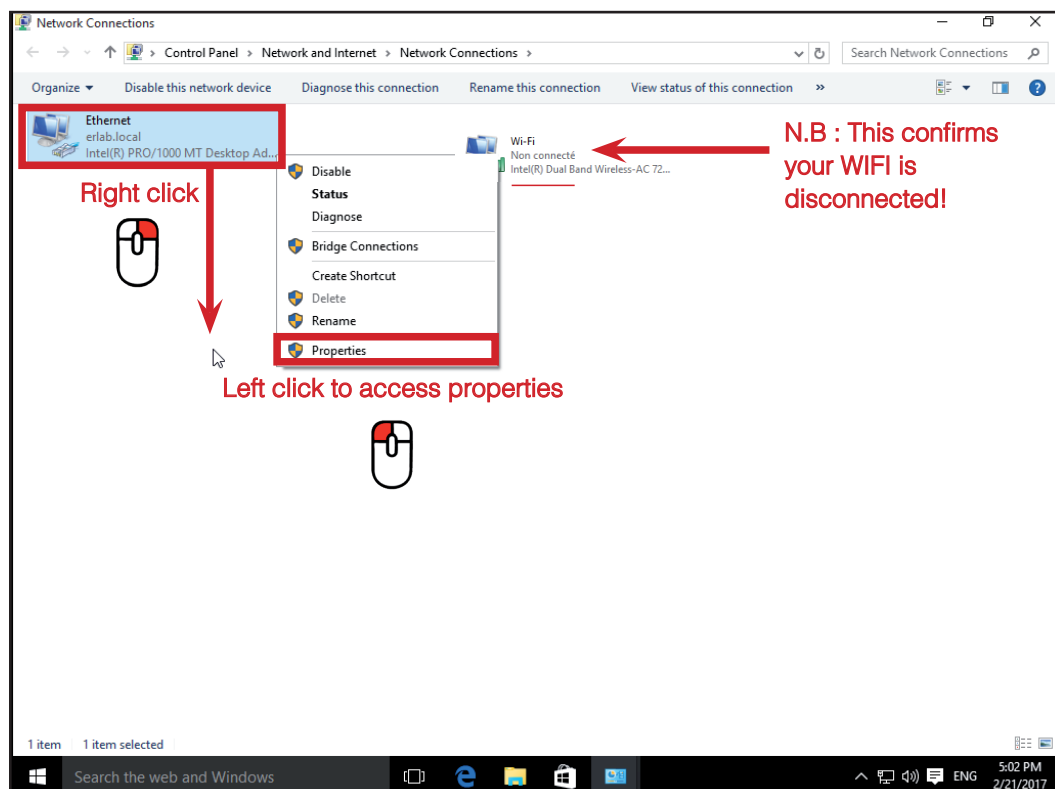 Network Connections
Control Panel > Network and Internet > Network Connections >
Search Network Connections
Organize Disable this network device Diagnose this connection Rename this connection View status of this connection »
Ethernet
erlab.local
Intel(R) PRO/1000 MT Desktop Ad...
Wi-Fi
Non connecté
Intel(R) Dual Band Wireless-AC 72...
N.B : This confirms
your WIFI is
disconnected!
Right click
Disable
Status
Diagnose
Bridge Connections
Create Shortcut
Delete
Rename
Properties
Left click to access properties
1 item 1 item selected
Search the web and Windows
ENG
5:02 PM
2/21/2017